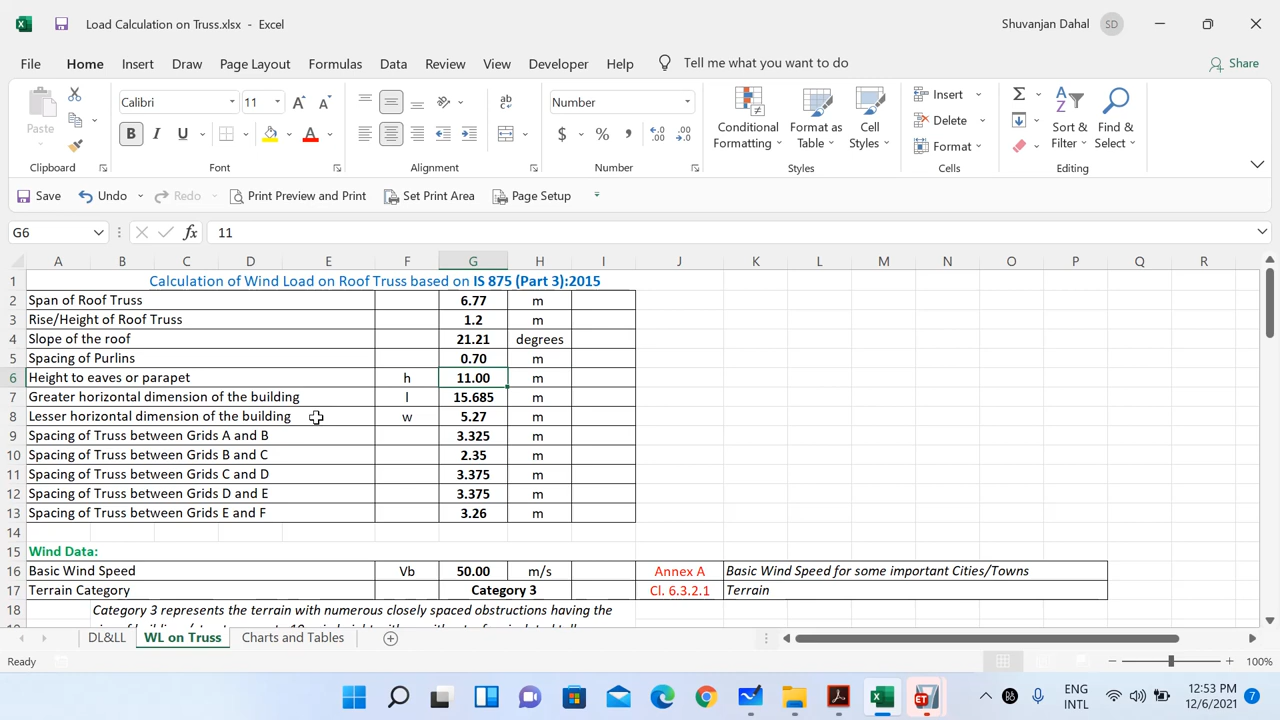 Load Calculation on Truss.xlsx - Excel
Shuvanjan Dahal SD
File Home Insert Draw Page Layout Formulas Data Review View Developer Help Tell me what you want to do Share
Paste
Calibri 11
B I U
Number
$ % ,
Conditional Formatting
Format as Table
Cell Styles
Insert
Delete
Format
Sort & Filter
Find & Select
Clipboard Font Alignment Number Styles Cells Editing
Save Undo Redo Print Preview and Print Set Print Area Page Setup
G6 fx 11
A B C D E F G H I J K L M N O P Q R
1 Calculation of Wind Load on Roof Truss based on IS 875 (Part 3):2015
2 Span of Roof Truss 6.77 m
3 Rise/Height of Roof Truss 1.2 m
4 Slope of the roof 21.21 degrees
5 Spacing of Purlins 0.70 m
6 Height to eaves or parapet h 11.00 m
7 Greater horizontal dimension of the building l 15.685 m
8 Lesser horizontal dimension of the building w 5.27 m
9 Spacing of Truss between Grids A and B 3.325 m
10 Spacing of Truss between Grids B and C 2.35 m
11 Spacing of Truss between Grids C and D 3.375 m
12 Spacing of Truss between Grids D and E 3.375 m
13 Spacing of Truss between Grids E and F 3.26 m
14
15 Wind Data:
16 Basic Wind Speed Vb 50.00 m/s Annex A Basic Wind Speed for some important Cities/Towns
17 Terrain Category Category 3 Cl. 6.3.2.1 Terrain
18 Category 3 represents the terrain with numerous closely spaced obstructions having the
DL&LL WL on Truss Charts and Tables
Ready 100%
ENG INTL
12:53 PM
12/6/2021 7